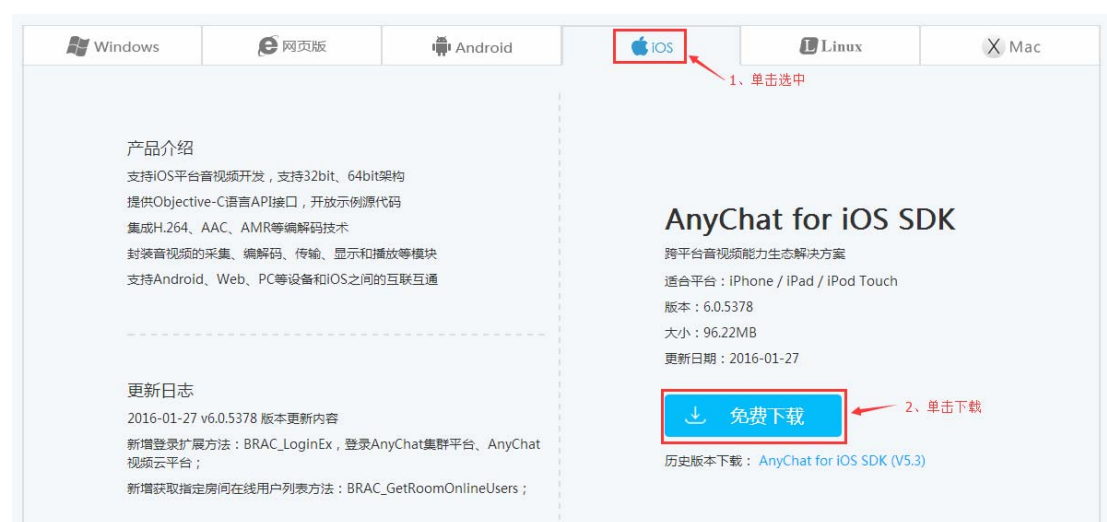 Windows
网页版
Android
iOS
Linux
X Mac
1、单击选中
产品介绍
支持iOS平台音视频开发，支持32bit、64bit架构
提供Objective-C语言API接口，开放示例源代码
集成H.264、AAC、AMR等编解码技术
封装音视频的采集、编解码、传输、显示和播放等模块
支持Android、Web、PC等设备和iOS之间的互联互通
更新日志
2016-01-27 v6.0.5378 版本更新内容
新增登录扩展方法：BRAC_LoginEx，登录AnyChat集群平台、AnyChat
视频云平台；
新增获取指定房间在线用户列表方法：BRAC_GetRoomOnlineUsers；
AnyChat for iOS SDK
跨平台音视频能力生态解决方案
适合平台：iPhone / iPad / iPod Touch
版本：6.0.5378
大小：96.22MB
更新日期：2016-01-27
免费下载
2、单击下载
历史版本下载： AnyChat for iOS SDK (V5.3)